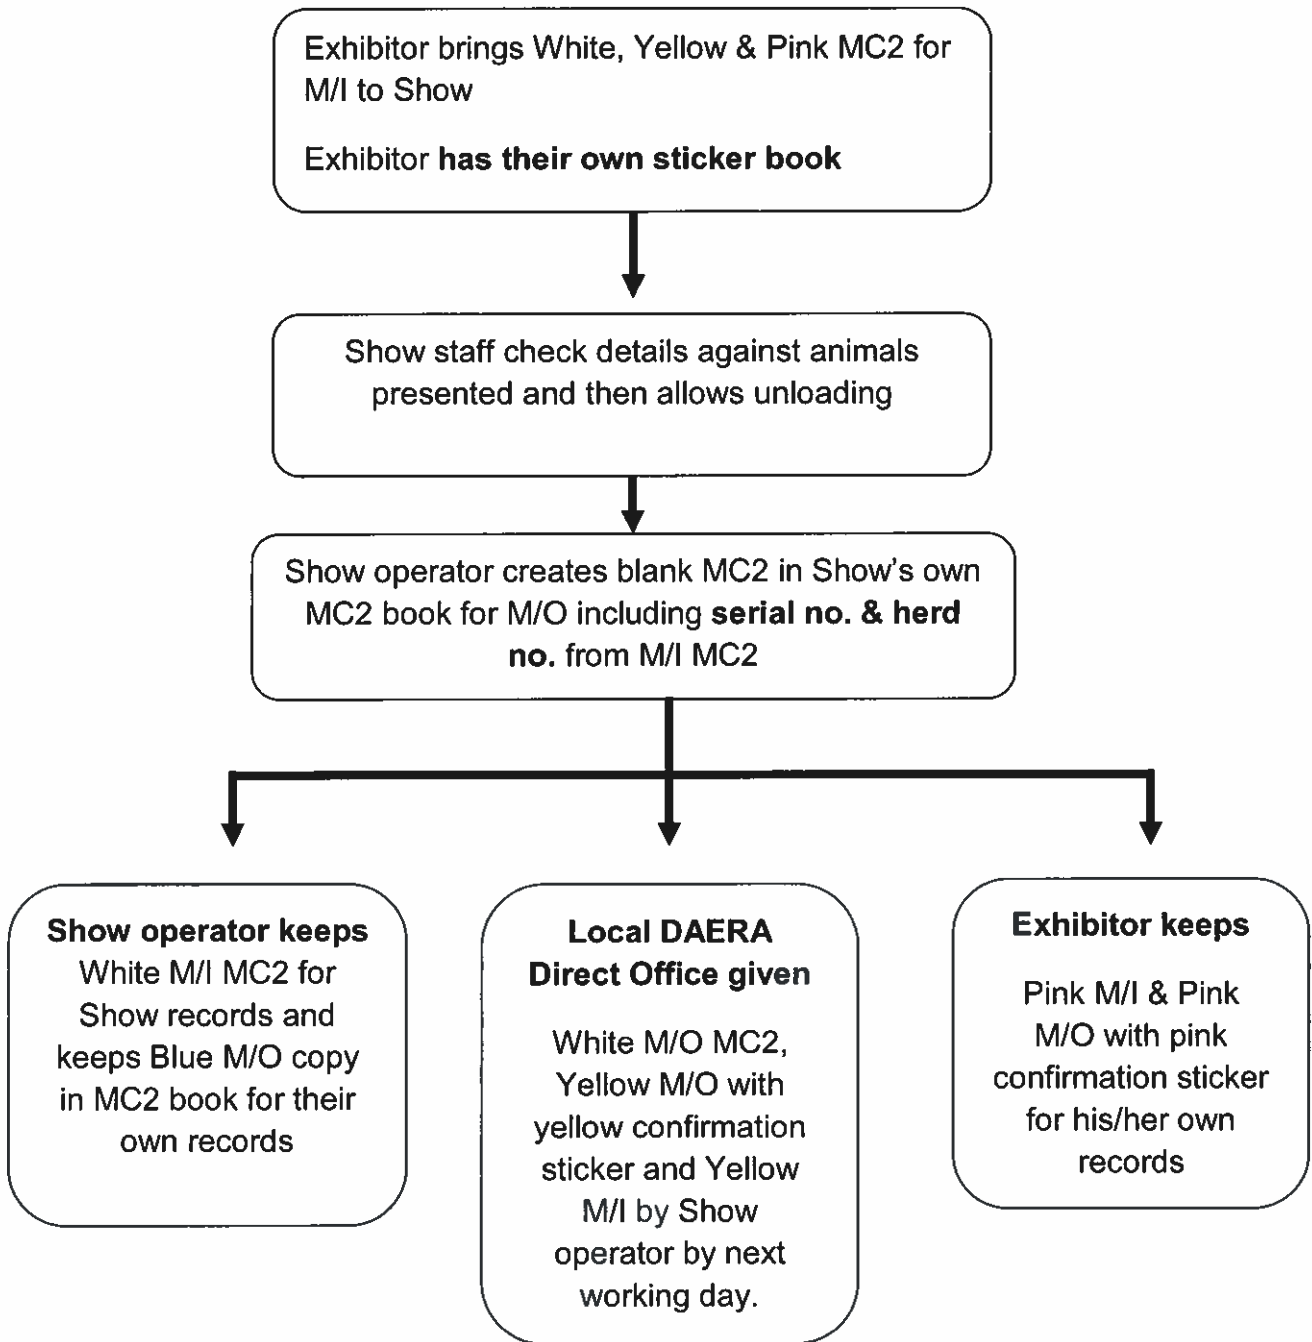 Exhibitor brings White, Yellow & Pink MC2 for
M/I to Show
Exhibitor has their own sticker book
Show staff check details against animals
presented and then allows unloading
Show operator creates blank MC2 in Show's own
MC2 book for M/O including serial no. & herd
no. from M/I MC2
Show operator keeps
White M/I MC2 for
Show records and
keeps Blue M/O copy
in MC2 book for their
own records
Local DAERA
Direct Office given
White M/O MC2,
Yellow M/O with
yellow confirmation
sticker and Yellow
M/I by Show
operator by next
working day.
Exhibitor keeps
Pink M/I & Pink
M/O with pink
confirmation sticker
for his/her own
records